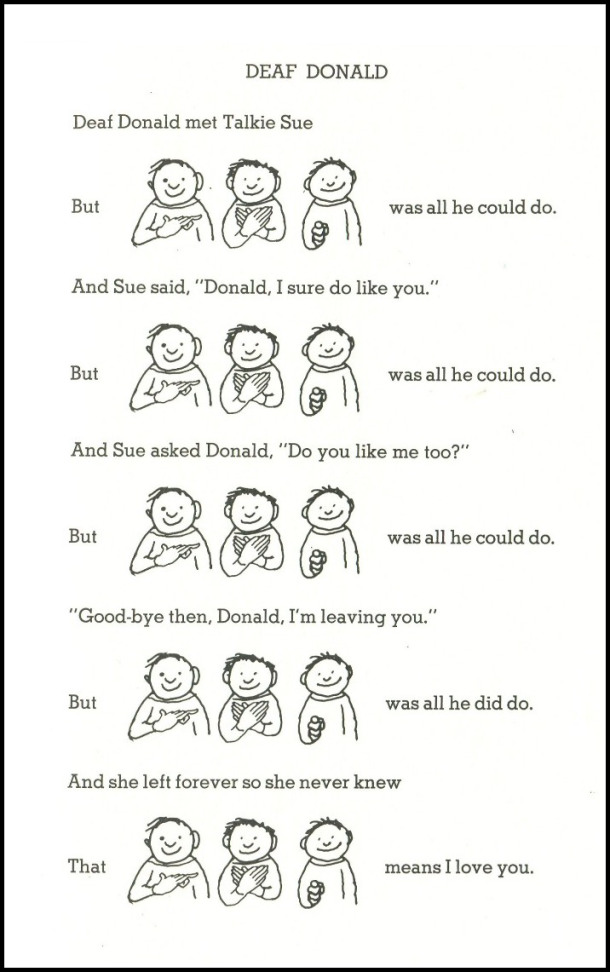 DEAF DONALD
Deaf Donald met Talkie Sue
But was all he could do.
And Sue said, "Donald, I sure do like you."
But was all he could do.
And Sue asked Donald, "Do you like me too?"
But was all he could do.
"Good-bye then, Donald, I'm leaving you."
But was all he did do.
And she left forever so she never knew
That means I love you.